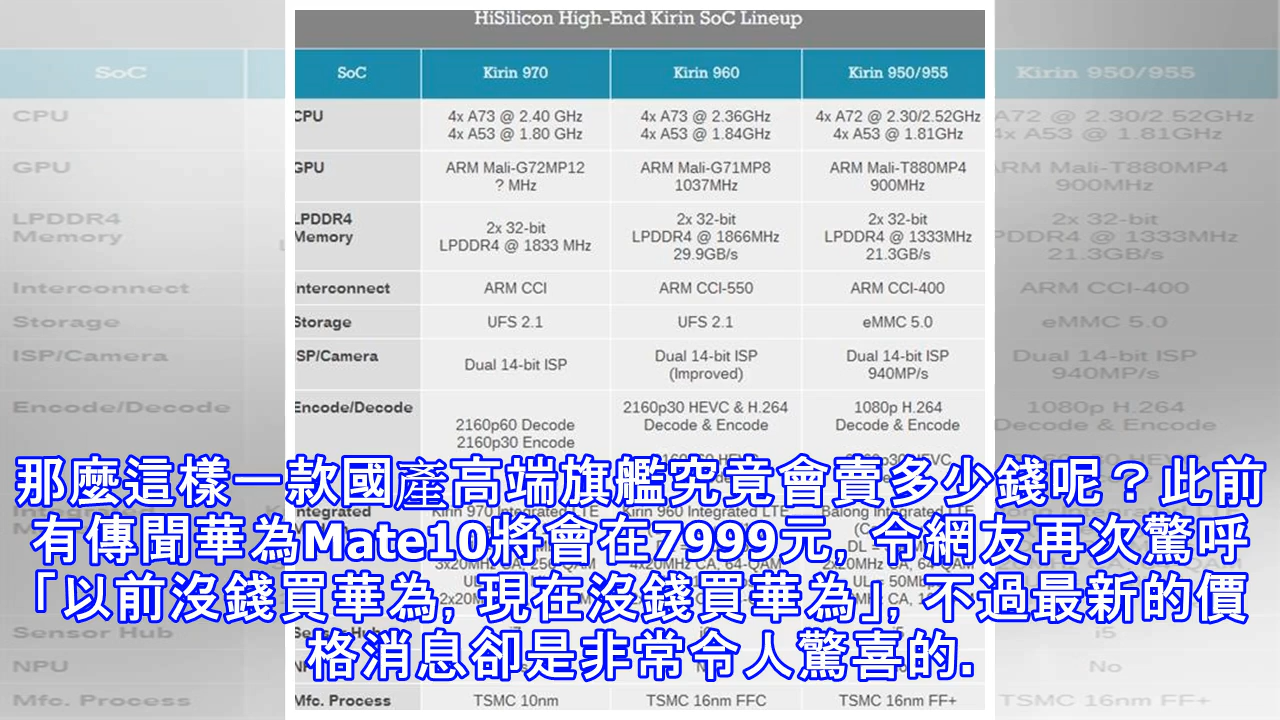 HiSilicon High-End Kirin SoC Lineup
SoC Kirin 970 Kirin 960 Kirin 950/955
CPU 4x A73 @ 2.40 GHz 4x A73 @ 2.36GHz 4x A72 @ 2.30/2.52GHz
4x A53 @ 1.80 GHz 4x A53 @ 1.84GHz 4x A53 @ 1.81GHz
GPU ARM Mali-G72MP12 ARM Mali-G71MP8 ARM Mali-T880MP4
? MHz 1037MHz 900MHz
LPDDR4 Memory 2x 32-bit LPDDR4 @ 1833 MHz 2x 32-bit LPDDR4 @ 1866MHz 29.9GB/s 2x 32-bit LPDDR4 @ 1333MHz 21.3GB/s
Interconnect ARM CCI ARM CCI-550 ARM CCI-400
Storage UFS 2.1 UFS 2.1 eMMC 5.0
ISP/Camera Dual 14-bit ISP Dual 14-bit ISP (Improved) Dual 14-bit ISP 940MP/s
Encode/Decode 2160p60 Decode 2160p30 Encode 2160p30 HEVC & H.264 Decode & Encode 1080p H.264 Decode & Encode
那麼這樣一款國產高端旗艦究竟會賣多少錢呢？此前
有傳聞華為Mate10將會在7999元, 令網友再次驚呼
「以前沒錢買華為, 現在沒錢買華為」, 不過最新的價
格消息卻是非常令人驚喜的.
Mfc. Process TSMC 10nm TSMC 16nm FFC TSMC 16nm FF+